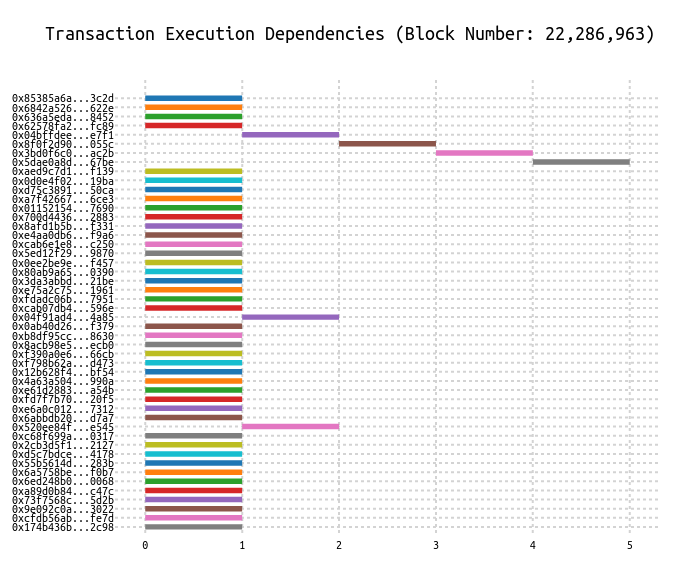 Transaction Execution Dependencies (Block Number: 22,286,963)
0x85385a6a...3c2d
0x6842a526...622e
0x636a5eda...8452
0x62578fa2...fc89
0x04bffdee...e7f1
0x8f0f2d90...055c
0x3bd0f6c0...ac2b
0x5dae0a8d...67be
0xaed9c7d1...f139
0x0d0e4f02...19ba
0xd75c3891...50ca
0xa7f42667...6ce3
0x01152154...7690
0x700d4436...2883
0x8afd1b5b...f331
0xe4aa0db6...f9a6
0xcab6e1e8...c250
0x5ed12f29...9870
0x0ee2be9e...f457
0x80ab9a65...0390
0x3da3abbd...21be
0xe75a2c75...1961
0xfdadc06b...7951
0xcab07db4...596e
0x04f91ad4...4a85
0x0ab40d26...f379
0xb8df95cc...8630
0x8acb98e5...ecb0
0xf390a0e6...66cb
0xf798b62a...d473
0x12b628f4...bf54
0x4a63a504...990a
0xe61d2883...a54b
0xfd7f7b70...20f5
0xe6a0c012...7312
0x6abbdb20...d7a7
0x520ee84f...e545
0xc68f699a...0317
0x2cb3d5f1...2127
0xd5c7bdce...4178
0x55b5614d...283b
0x6a5758be...f0b7
0x6ed248b0...0068
0xa89d0b84...c47c
0x73f7568c...5d2b
0x9e092c0a...3022
0xcfdb56ab...fe7d
0x174b436b...2c98
0 1 2 3 4 5